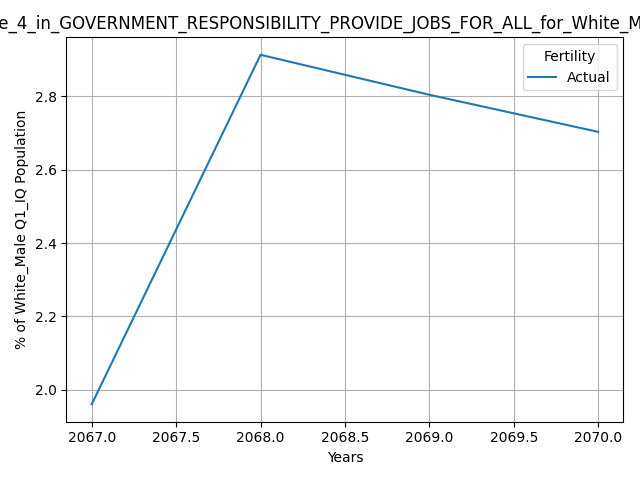 e_4_in_GOVERNMENT_RESPONSIBILITY_PROVIDE_JOBS_FOR_ALL_for_White_M
Fertility
Actual
2.8
2.6
2.4
2.2
2.0
% of White_Male Q1_IQ Population
2067.0 2067.5 2068.0 2068.5 2069.0 2069.5 2070.0
Years